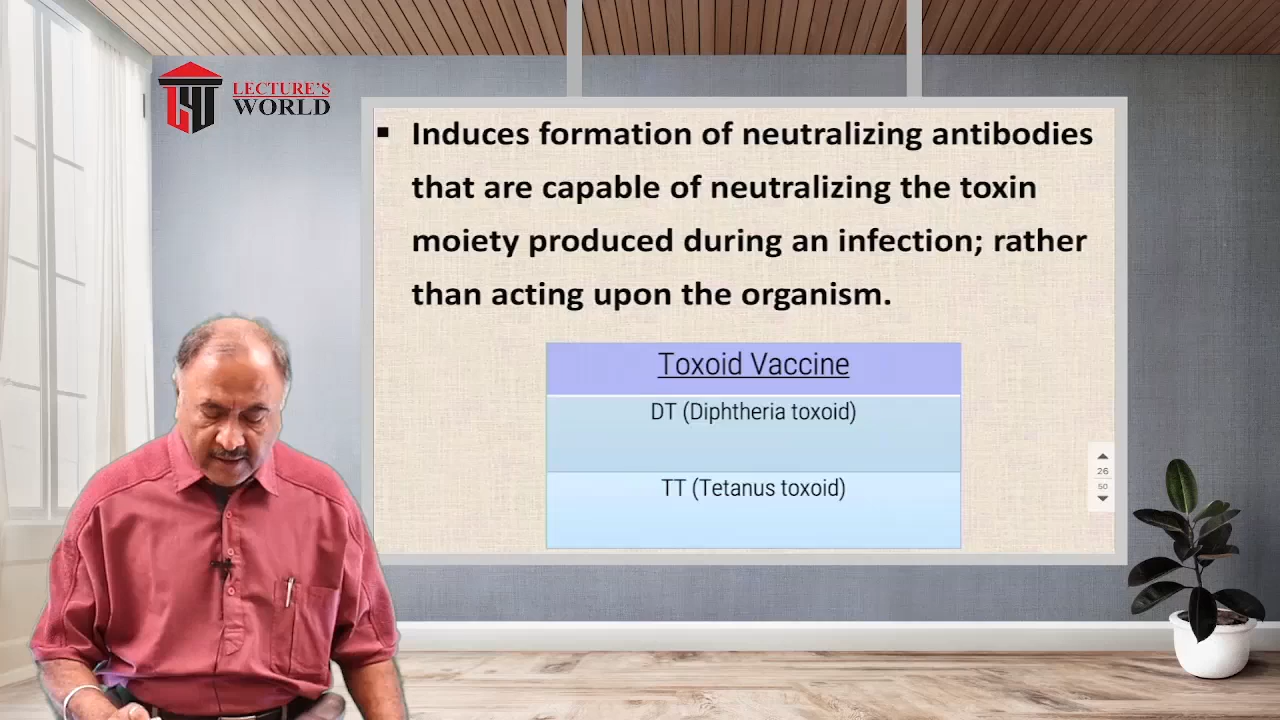 LECTURE'S
WORLD
▪ Induces formation of neutralizing antibodies
that are capable of neutralizing the toxin
moiety produced during an infection; rather
than acting upon the organism.
Toxoid Vaccine
DT (Diphtheria toxoid)
TT (Tetanus toxoid)
26
50